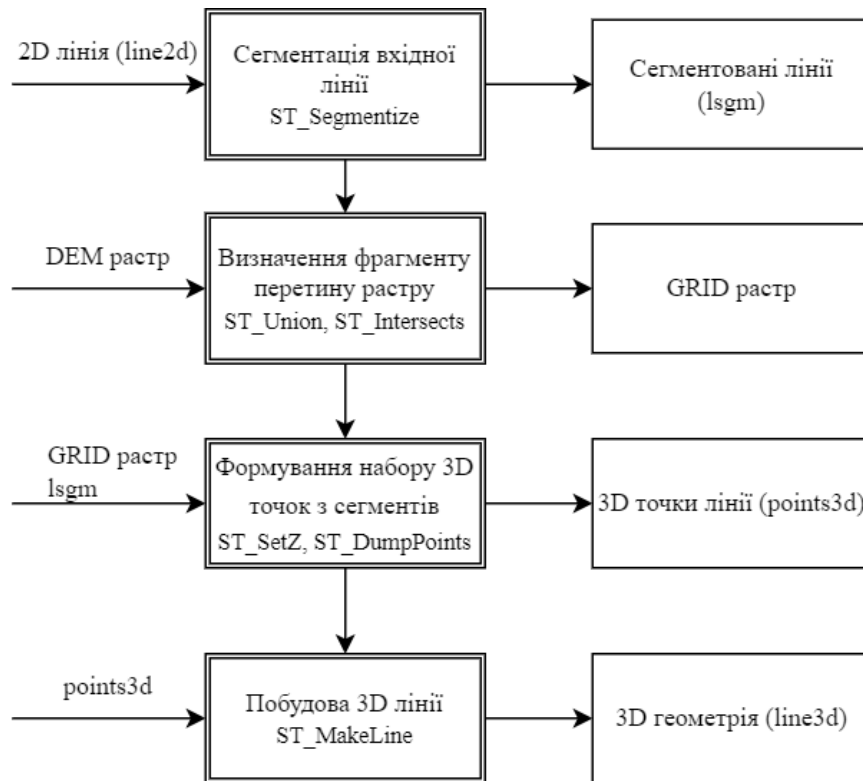 2D лінія (line2d)
Сегментація вхідної
лінії
ST_Segmentize
Сегментовані лінії
(lsgm)
DEM растр
Визначення фрагменту
перетину растру
ST_Union, ST_Intersects
GRID растр
GRID растр
lsgm
Формування набору 3D
точок з сегментів
ST_SetZ, ST_DumpPoints
3D точки лінії (points3d)
points3d
Побудова 3D лінії
ST_MakeLine
3D геометрія (line3d)